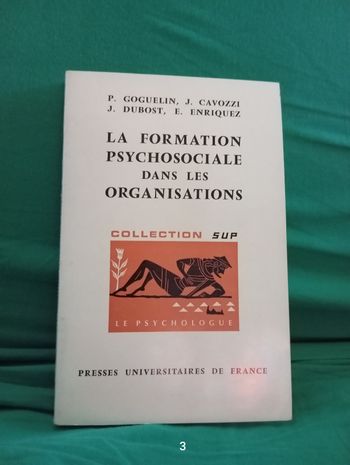 P. GOGUELIN, J. CAVOZZI
J. DUBOST, E. ENRIQUEZ
LA FORMATION
PSYCHOSOCIALE
DANS LES
ORGANISATIONS
COLLECTION SUP
LE PSYCHOLOGUE
PRESSES UNIVERSITAIRES DE FRANCE
3